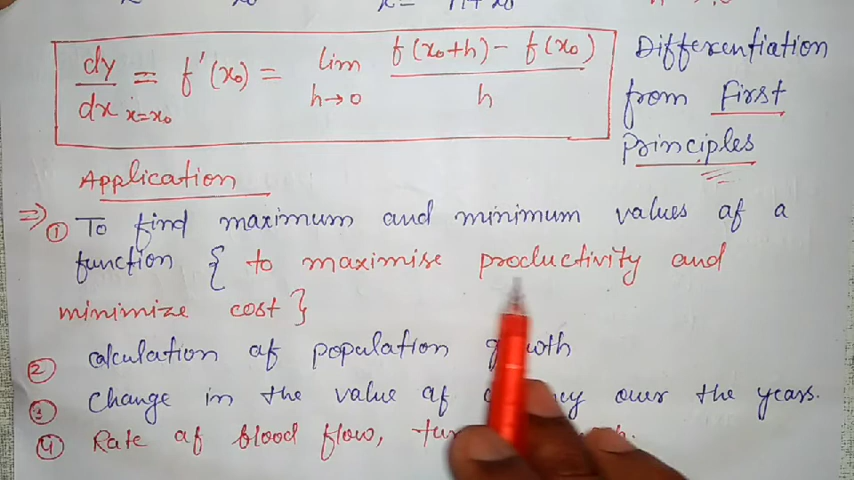 dy/dx x=x₀ = f'(x₀) = lim h→0 f(x₀+h) - f(x₀) / h
Differentiation
from First
Principles
Application
⇒ ① To find maximum and minimum values of a
function { to maximise productivity and
minimize cost }
② Calculation of population growth
③ Change in the value of over the years.
④ Rate of blood flow,